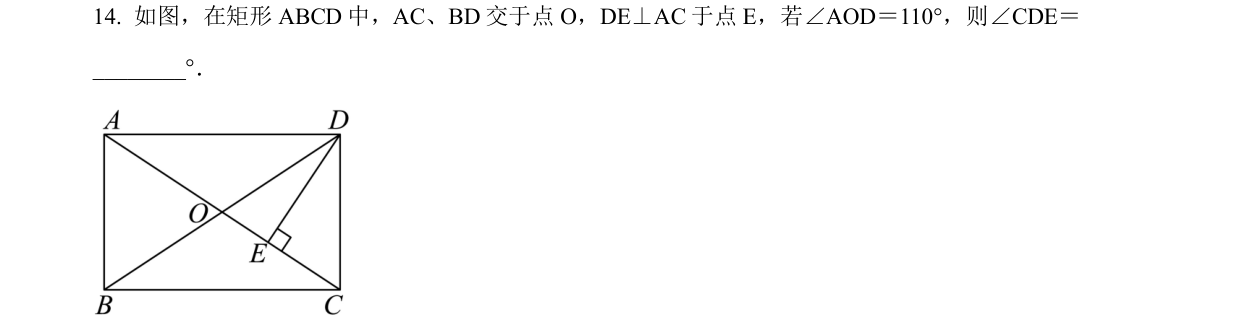 14. 如图，在矩形 ABCD 中，AC、BD 交于点 O，DE⊥AC 于点 E，若∠AOD＝110°，则∠CDE＝
________°.
A D
O
E
B C